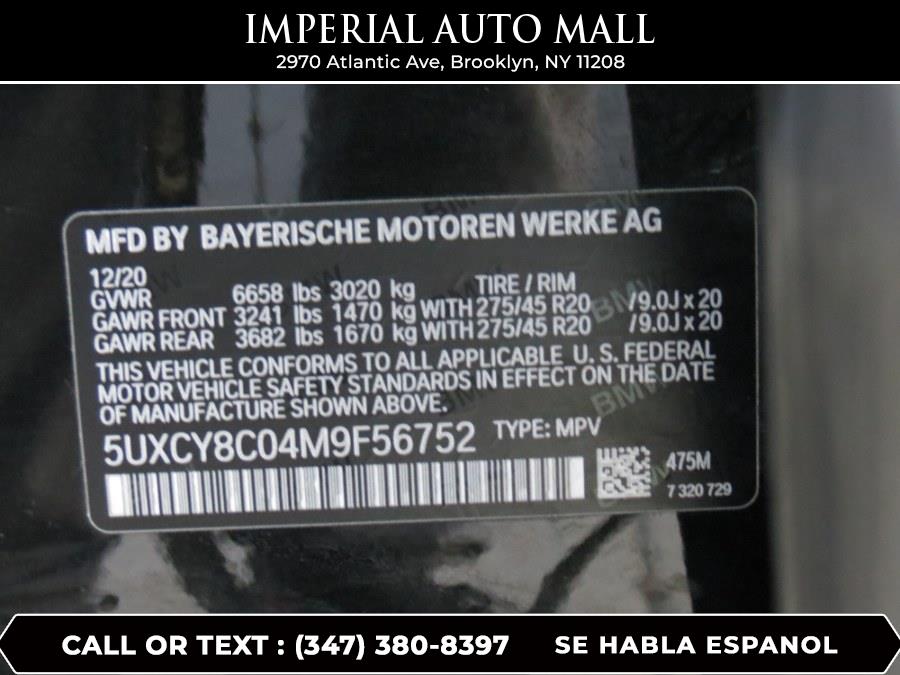 IMPERIAL AUTO MALL
2970 Atlantic Ave, Brooklyn, NY 11208
MFD BY BAYERISCHE MOTOREN WERKE AG
12/20
GVWR 6658 lbs 3020 kg TIRE / RIM
GAWR FRONT 3241 lbs 1470 kg WITH 275/45 R20 /9.0J x 20
GAWR REAR 3682 lbs 1670 kg WITH 275/45 R20 /9.0J x 20
THIS VEHICLE CONFORMS TO ALL APPLICABLE U. S. FEDERAL
MOTOR VEHICLE SAFETY STANDARDS IN EFFECT ON THE DATE
OF MANUFACTURE SHOWN ABOVE.
5UXCY8C04M9F56752 TYPE: MPV
475M
7 320 729
CALL OR TEXT : (347) 380-8397 SE HABLA ESPANOL